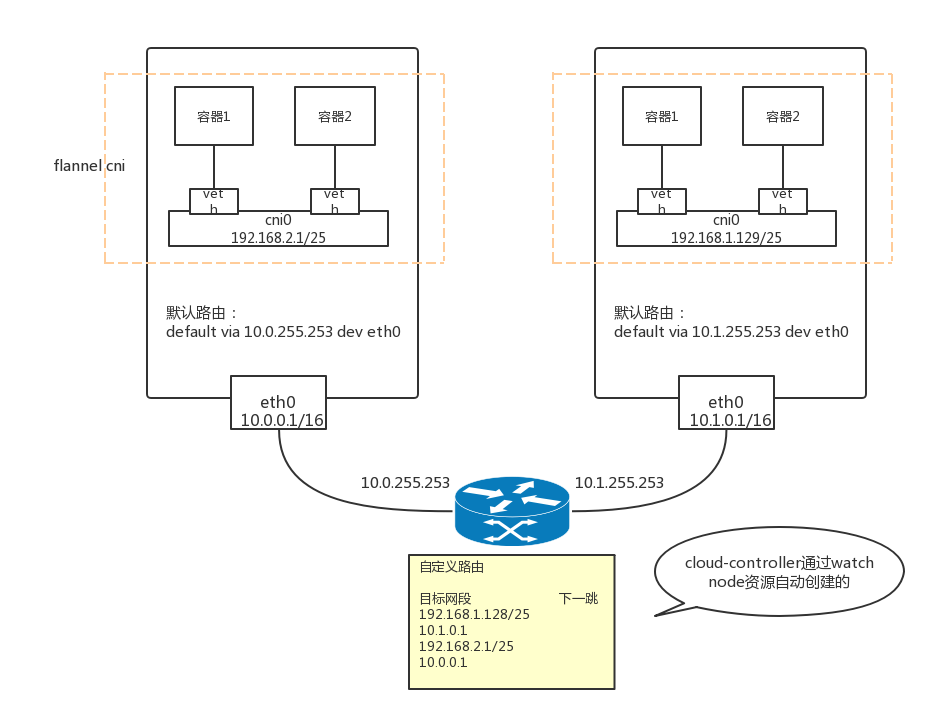 容器1
容器2
容器1
容器2
flannel cni
vet
h
vet
h
vet
h
vet
h
cni0
192.168.2.1/25
cni0
192.168.1.129/25
默认路由：
default via 10.0.255.253 dev eth0
默认路由：
default via 10.1.255.253 dev eth0
eth0
10.0.0.1/16
eth0
10.1.0.1/16
10.0.255.253
10.1.255.253
自定义路由
目标网段 下一跳
192.168.1.128/25
10.1.0.1
192.168.2.1/25
10.0.0.1
cloud-controller通过watch
node资源自动创建的